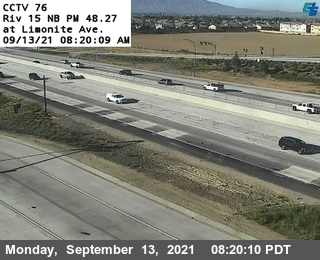 CCTV 76
Riv 15 NB PM 48.27
at Limonite Ave.
09/13/21 08:20:09 AM
Monday, September 13, 2021 08:20:10 PDT